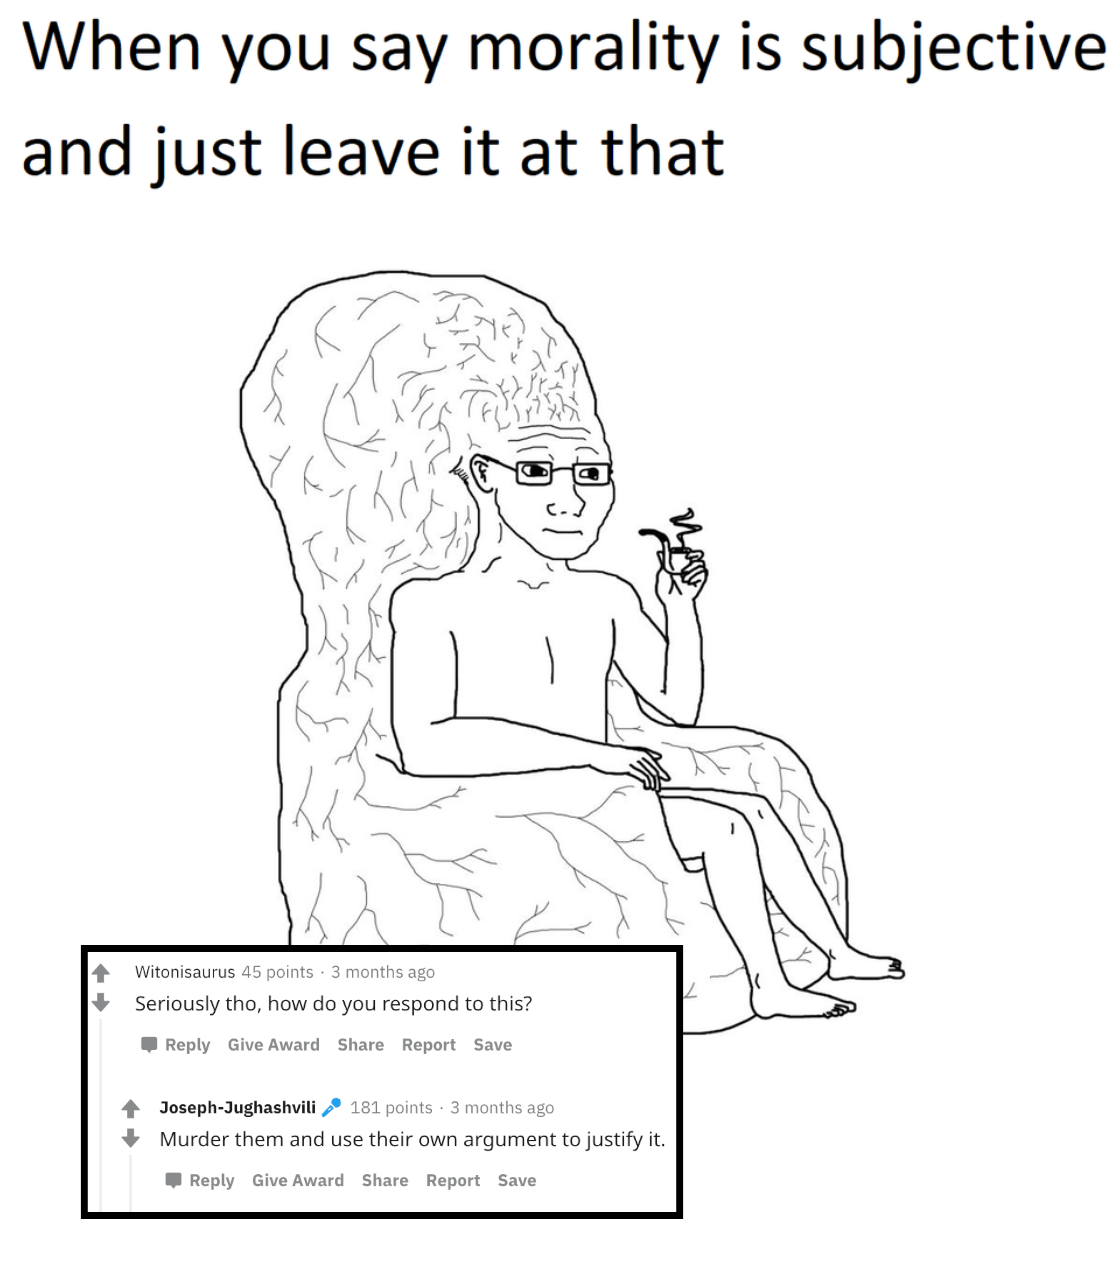 When you say morality is subjective
and just leave it at that
Witonisaurus 45 points · 3 months ago
Seriously tho, how do you respond to this?
Reply Give Award Share Report Save
Joseph-Jughashvili 181 points · 3 months ago
Murder them and use their own argument to justify it.
Reply Give Award Share Report Save